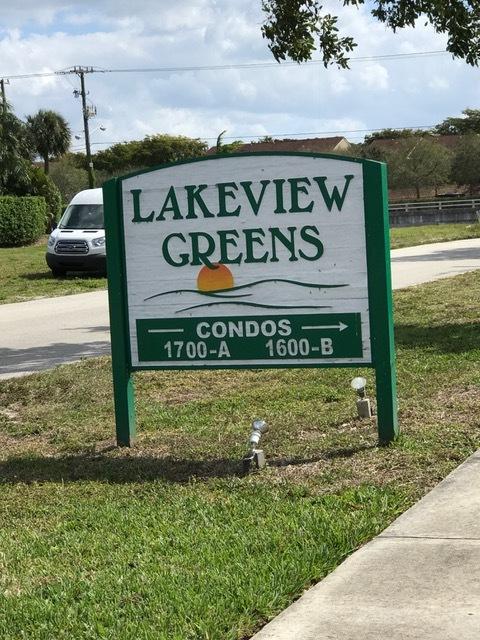 LAKEVIEW
GREENS
— CONDOS →
1700-A 1600-B